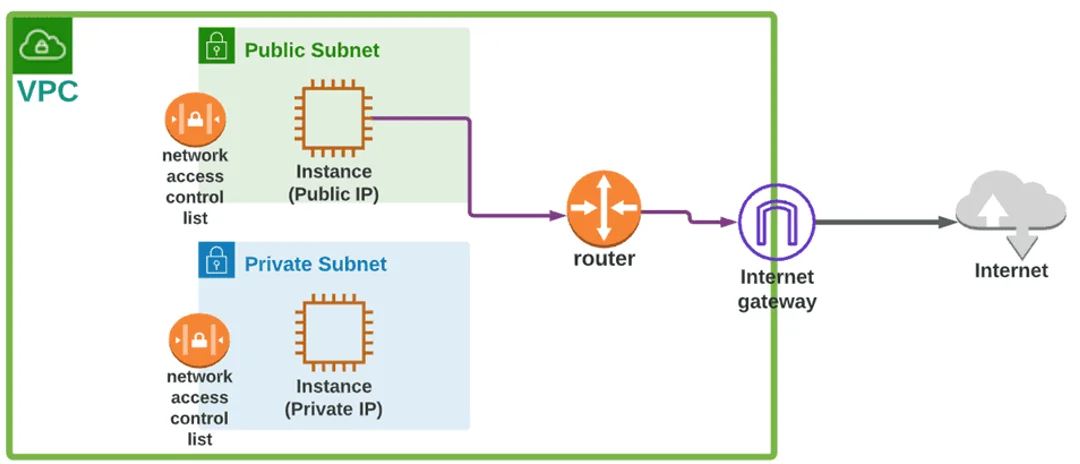 VPC
Public Subnet
network
access
control
list
Instance
(Public IP)
router
Internet
gateway
Internet
Private Subnet
network
access
control
list
Instance
(Private IP)